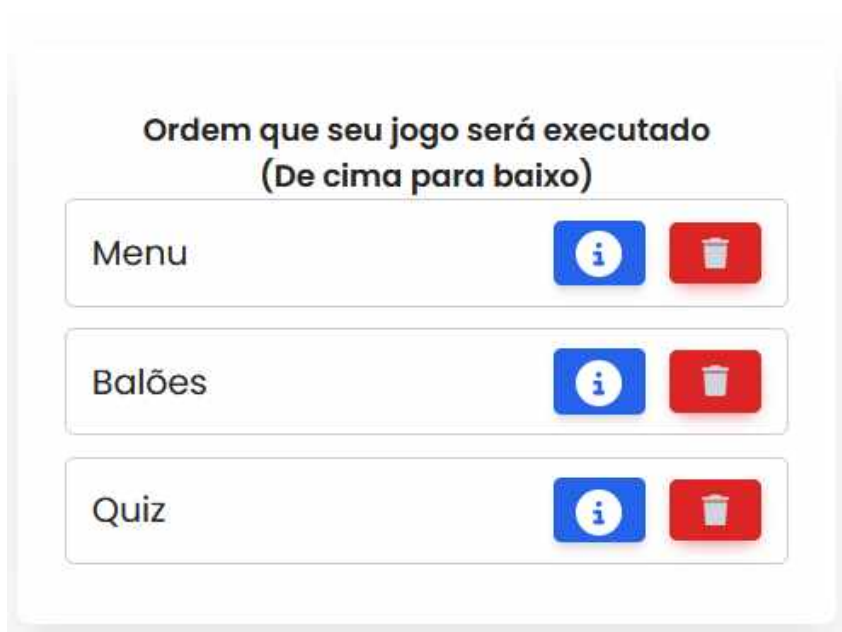 Ordem que seu jogo será executado
(De cima para baixo)
Menu
Balões
Quiz